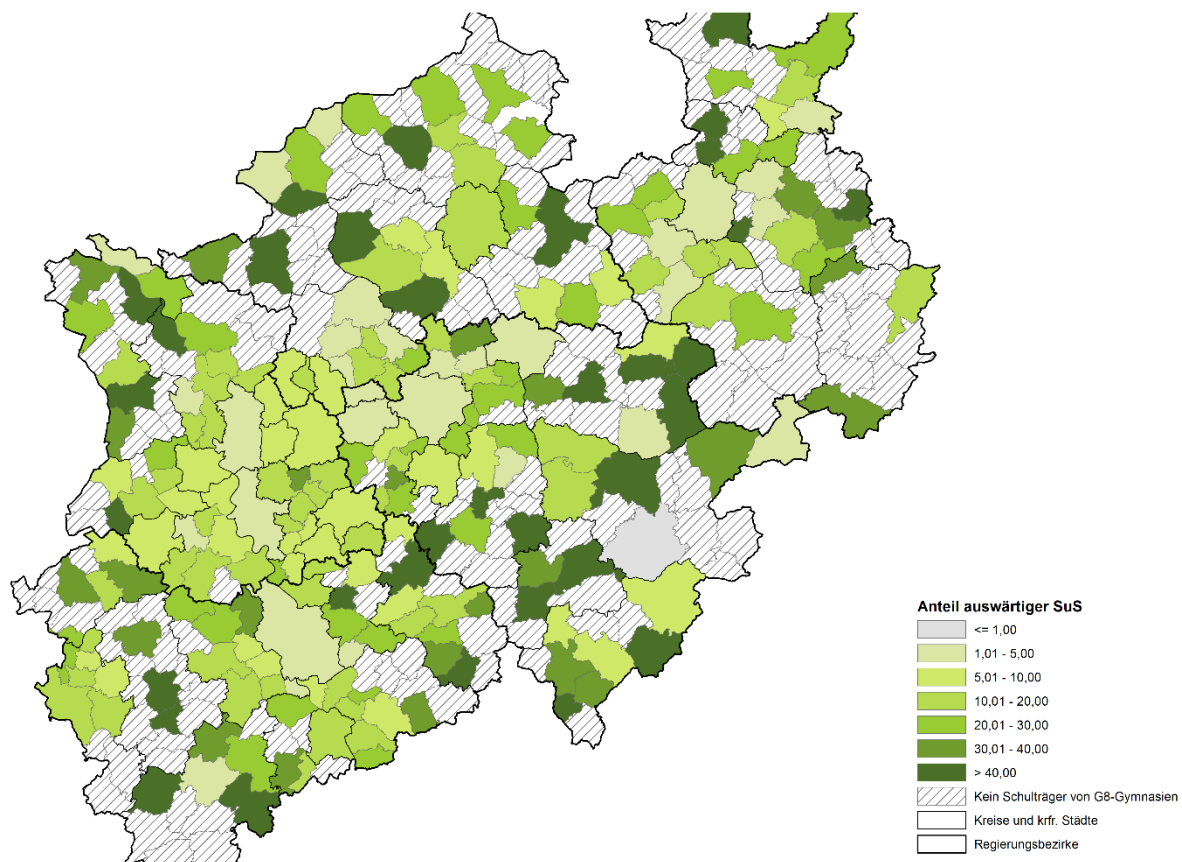 Anteil auswärtiger SuS
<= 1,00
1,01 - 5,00
5,01 - 10,00
10,01 - 20,00
20,01 - 30,00
30,01 - 40,00
> 40,00
Kein Schulträger von G8-Gymnasien
Kreise und krfr. Städte
Regierungsbezirke